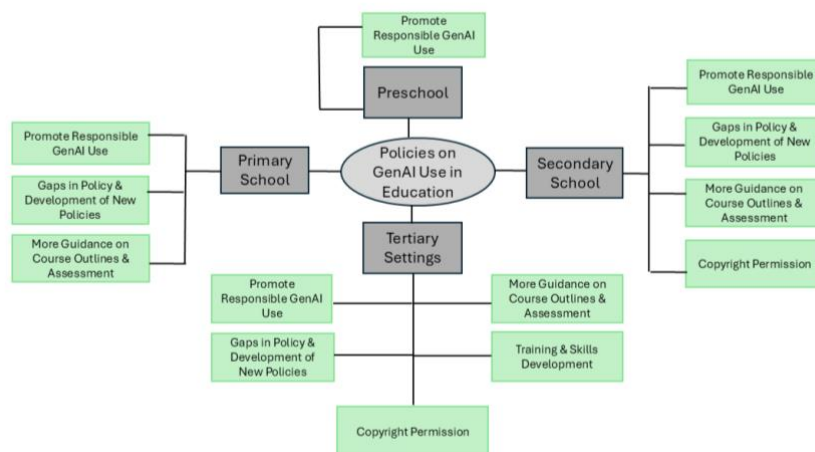 Promote
Responsible GenAI
Use
Preschool
Policies on
GenAI Use in
Education
Primary
School
Promote Responsible
GenAI Use
Gaps in Policy &
Development of New
Policies
More Guidance on
Course Outlines &
Assessment
Secondary
School
Promote Responsible
GenAI Use
Gaps in Policy &
Development of New
Policies
More Guidance on
Course Outlines &
Assessment
Copyright Permission
Tertiary
Settings
Promote
Responsible GenAI
Use
More Guidance on
Course Outlines &
Assessment
Gaps in Policy &
Development of
New Policies
Training & Skills
Development
Copyright Permission